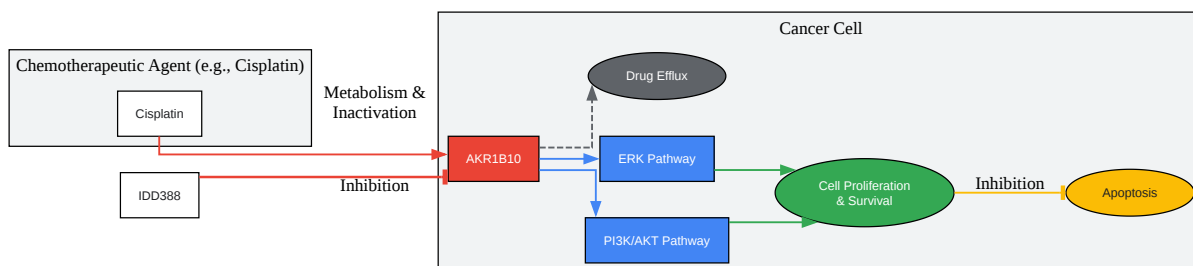 Cancer Cell
Chemotherapeutic Agent (e.g., Cisplatin)
Cisplatin
Metabolism &
Inactivation
Drug Efflux
AKR1B10
ERK Pathway
IDD388
Inhibition
Cell Proliferation
& Survival
Inhibition
Apoptosis
PI3K/AKT Pathway